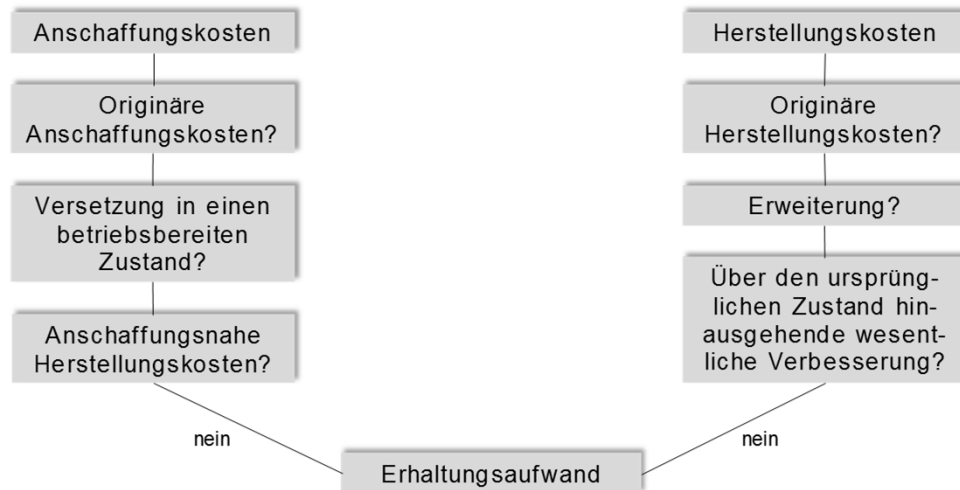 Anschaffungskosten
Originäre
Anschaffungskosten?
Versetzung in einen
betriebsbereiten
Zustand?
Anschaffungsnahe
Herstellungskosten?
nein
Herstellungskosten
Originäre
Herstellungskosten?
Erweiterung?
Über den ursprüng-
lichen Zustand hin-
ausgehende wesent-
liche Verbesserung?
nein
Erhaltungsaufwand